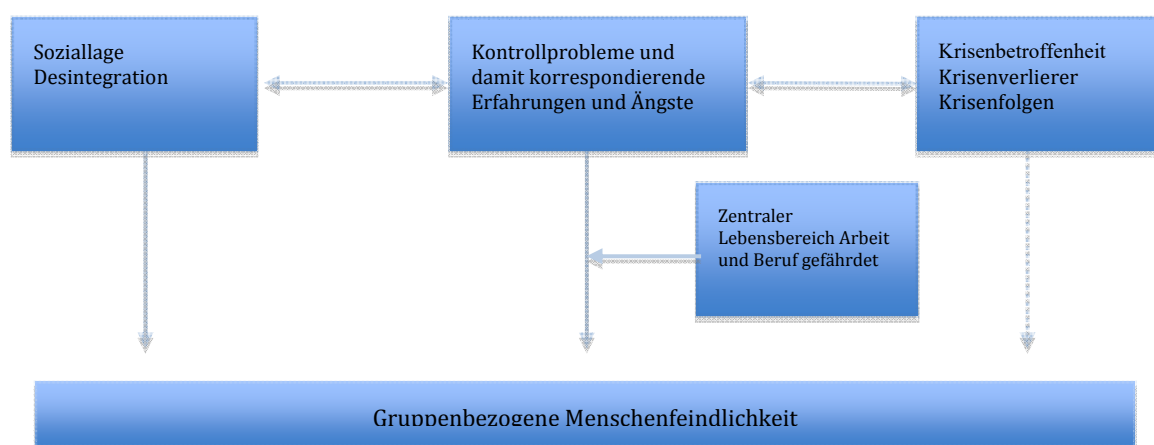 Soziallage
Desintegration
Kontrollprobleme und
damit korrespondierende
Erfahrungen und Ängste
Krisenbetroffenheit
Krisenverlierer
Krisenfolgen
Zentraler
Lebensbereich Arbeit
und Beruf gefährdet
Gruppenbezogene Menschenfeindlichkeit